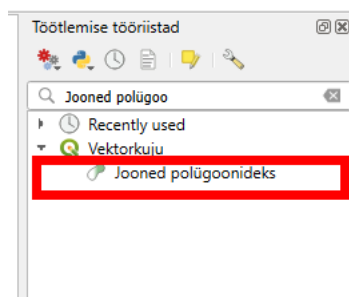 Töötlemise tööriistad
Jooned polügoo
Recently used
Vektorkuju
Jooned polügoonideks